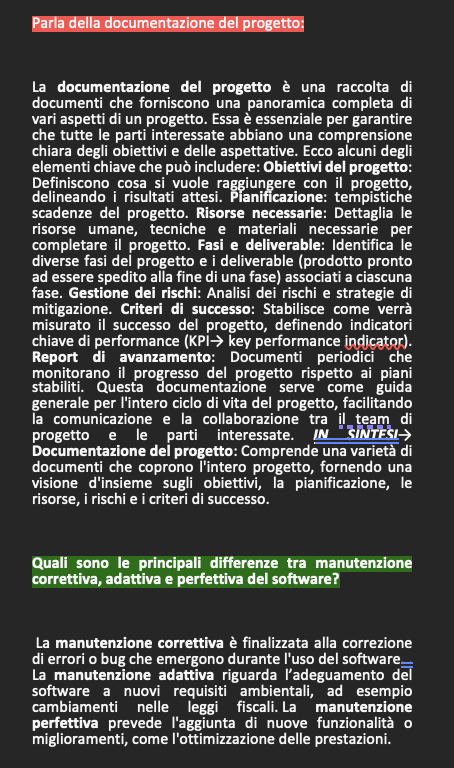 Parla della documentazione del progetto:
La documentazione del progetto è una raccolta di
documenti che forniscono una panoramica completa di
vari aspetti di un progetto. Essa è essenziale per garantire
che tutte le parti interessate abbiano una comprensione
chiara degli obiettivi e delle aspettative. Ecco alcuni degli
elementi chiave che può includere: Obiettivi del progetto:
Definiscono cosa si vuole raggiungere con il progetto,
delineando i risultati attesi. Pianificazione: tempistiche
scadenze del progetto. Risorse necessarie: Dettaglia le
risorse umane, tecniche e materiali necessarie per
completare il progetto. Fasi e deliverable: Identifica le
diverse fasi del progetto e i deliverable (prodotto pronto
ad essere spedito alla fine di una fase) associati a ciascuna
fase. Gestione dei rischi: Analisi dei rischi e strategie di
mitigazione. Criteri di successo: Stabilisce come verrà
misurato il successo del progetto, definendo indicatori
chiave di performance (KPI→ key performance indicator).
Report di avanzamento: Documenti periodici che
monitorano il progresso del progetto rispetto ai piani
stabiliti. Questa documentazione serve come guida
generale per l'intero ciclo di vita del progetto, facilitando
la comunicazione e la collaborazione tra il team di
progetto e le parti interessate. IN SINTESI→
Documentazione del progetto: Comprende una varietà di
documenti che coprono l'intero progetto, fornendo una
visione d'insieme sugli obiettivi, la pianificazione, le
risorse, i rischi e i criteri di successo.
Quali sono le principali differenze tra manutenzione
correttiva, adattiva e perfettiva del software?
La manutenzione correttiva è finalizzata alla correzione
di errori o bug che emergono durante l'uso del software.
La manutenzione adattiva riguarda l'adeguamento del
software a nuovi requisiti ambientali, ad esempio
cambiamenti nelle leggi fiscali. La manutenzione
perfettiva prevede l'aggiunta di nuove funzionalità o
miglioramenti, come l'ottimizzazione delle prestazioni.